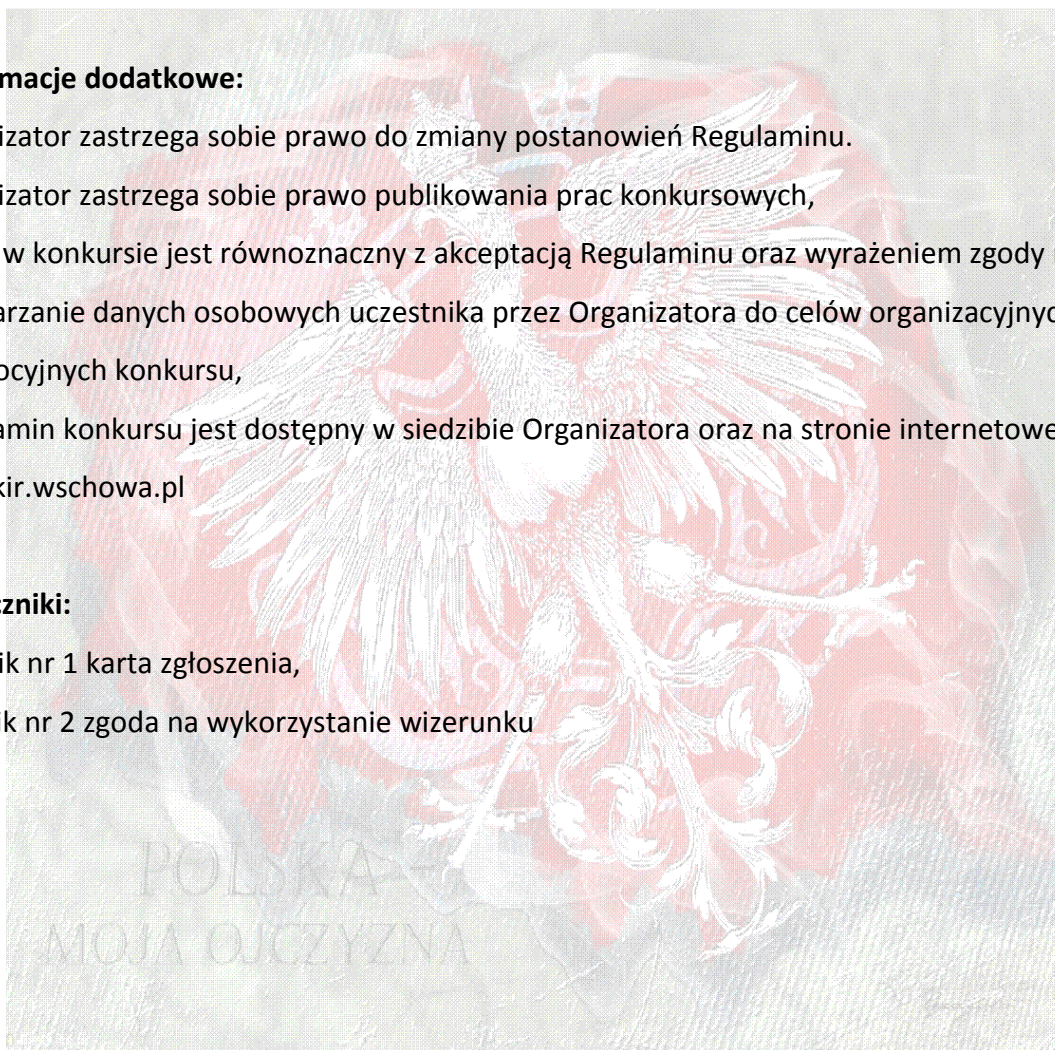 macje dodatkowe:
izator zastrzega sobie prawo do zmiany postanowień Regulaminu.
izator zastrzega sobie prawo publikowania prac konkursowych,
w konkursie jest równoznaczny z akceptacją Regulaminu oraz wyrażeniem zgody
arzanie danych osobowych uczestnika przez Organizatora do celów organizacyjnyc
ocyjnych konkursu,
amin konkursu jest dostępny w siedzibie Organizatora oraz na stronie internetowe
kir.wschowa.pl
zniki:
ik nr 1 karta zgłoszenia,
ik nr 2 zgoda na wykorzystanie wizerunku
POLSKA
MOJA OJCZYZNA